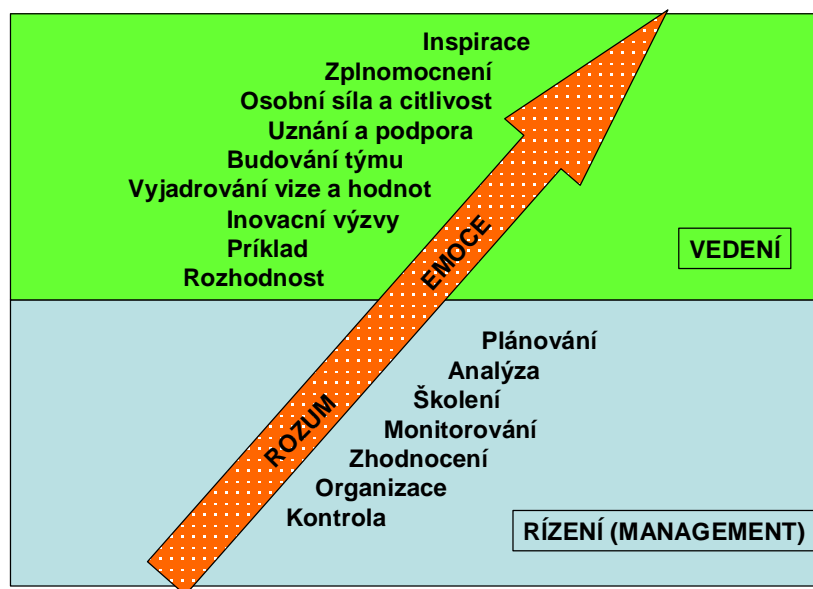 Inspirace
Zplnomocnení
Osobní síla a citlivost
Uznání a podpora
Budování týmu
Vyjadrování vize a hodnot
Inovacní výzvy
Príklad
Rozhodnost
EMOCE
VEDENÍ
Plánování
Analýza
Školení
Monitorování
Zhodnocení
Organizace
Kontrola
ROZUM
RÍZENÍ (MANAGEMENT)